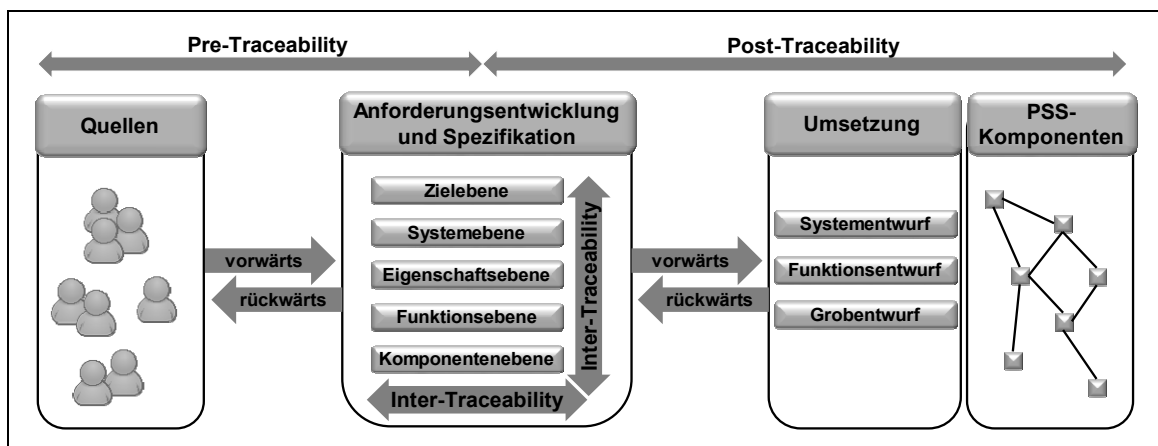 Pre-Traceability
Post-Traceability
Quellen
Anforderungsentwicklung
und Spezifikation
Umsetzung
PSS-
Komponenten
Zielebene
Systemebene
Eigenschaftsebene
Funktionsebene
Komponentenebene
Inter-Traceability
Inter-Traceability
vorwärts
rückwärts
vorwärts
rückwärts
Systementwurf
Funktionsentwurf
Grobentwurf